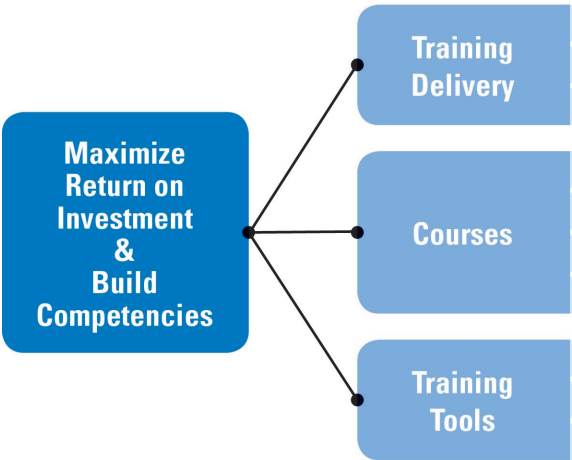 Maximize
Return on
Investment
&
Build
Competencies
Training
Delivery
Courses
Training
Tools